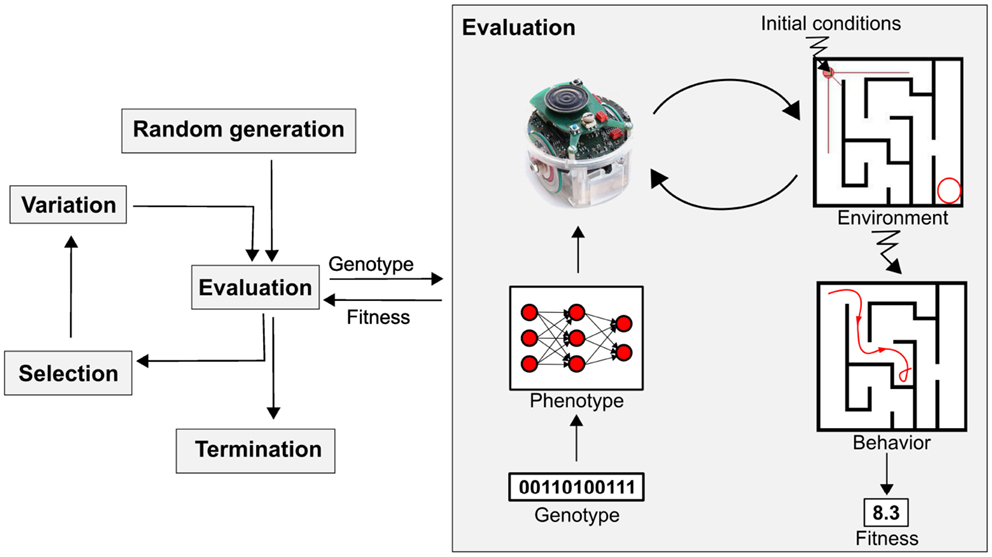 Random generation
Variation
Evaluation
Selection
Termination
Genotype
Fitness
Evaluation
Initial conditions
Environment
Phenotype
Behavior
00110100111
Genotype
8.3
Fitness